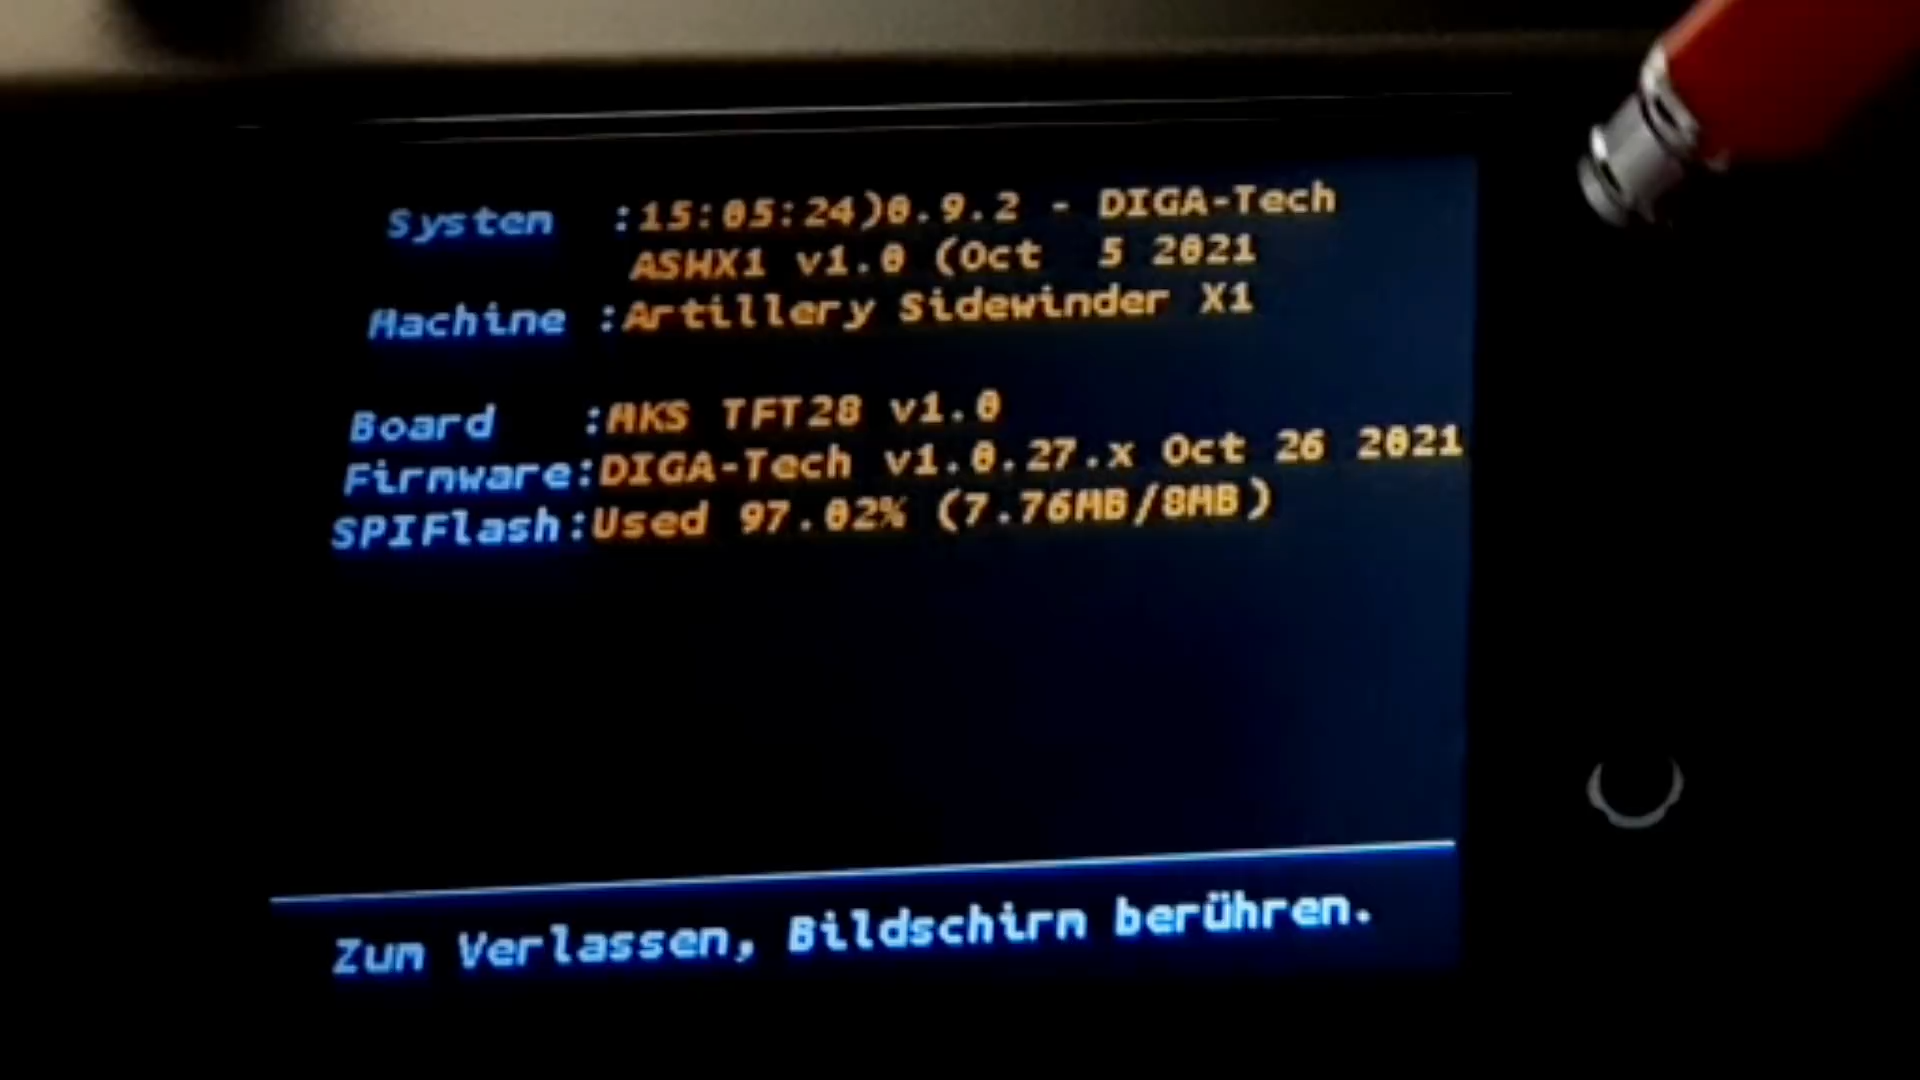 System :15:05:24)0.9.2 - DIGA-Tech
ASWX1 v1.0 (Oct 5 2021
Machine :Artillery Sidewinder X1
Board :MKS TFT28 v1.0
Firmware:DIGA-Tech v1.0.27.x Oct 26 2021
SPIFlash:Used 97.02% (7.76MB/8MB)
Zum Verlassen, Bildschirm berühren.